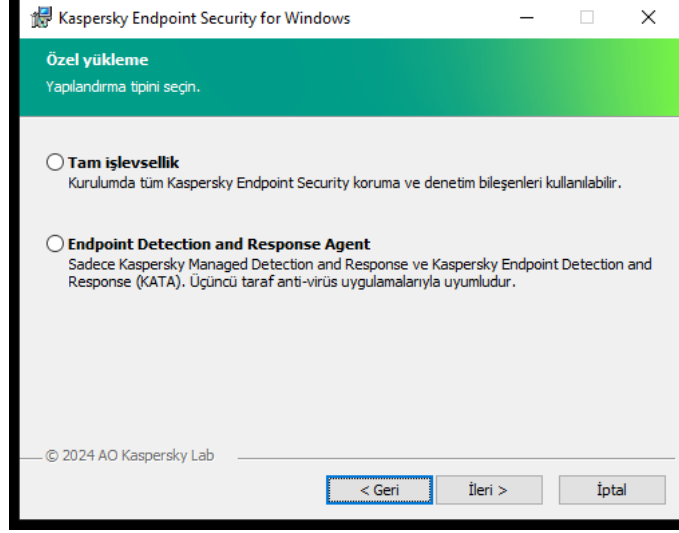 Kaspersky Endpoint Security for Windows
Özel yükleme
Yapılandırma tipini seçin.
Tam işlevsellik
Kurulumda tüm Kaspersky Endpoint Security koruma ve denetim bileşenleri kullanılabilir.
Endpoint Detection and Response Agent
Sadece Kaspersky Managed Detection and Response ve Kaspersky Endpoint Detection and
Response (KATA). Üçüncü taraf anti-virüs uygulamalarıyla uyumludur.
© 2024 AO Kaspersky Lab
< Geri
İleri >
İptal